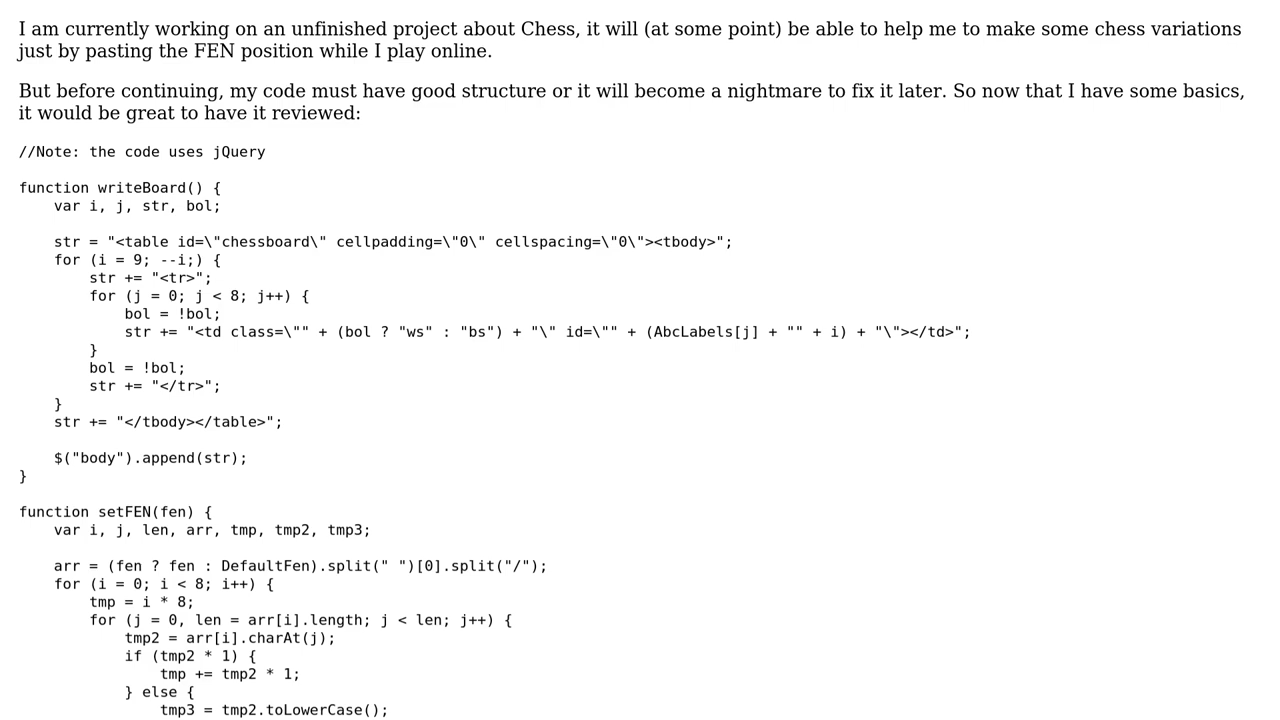 I am currently working on an unfinished project about Chess, it will (at some point) be able to help me to make some chess variations
just by pasting the FEN position while I play online.
But before continuing, my code must have good structure or it will become a nightmare to fix it later. So now that I have some basics,
it would be great to have it reviewed:
//Note: the code uses jQuery
function writeBoard() {
    var i, j, str, bol;
    str = "<table id=\"chessboard\" cellpadding=\"0\" cellspacing=\"0\"><tbody>";
    for (i = 9; --i;) {
        str += "<tr>";
        for (j = 0; j < 8; j++) {
            bol = !bol;
            str += "<td class=\"" + (bol ? "ws" : "bs") + "\" id=\"" + (AbcLabels[j] + "" + i) + "\"></td>";
        }
        bol = !bol;
        str += "</tr>";
    }
    str += "</tbody></table>";
    $("body").append(str);
}
function setFEN(fen) {
    var i, j, len, arr, tmp, tmp2, tmp3;
    arr = (fen ? fen : DefaultFen).split(" ")[0].split("/");
    for (i = 0; i < 8; i++) {
        tmp = i * 8;
        for (j = 0, len = arr[i].length; j < len; j++) {
            tmp2 = arr[i].charAt(j);
            if (tmp2 * 1) {
                tmp += tmp2 * 1;
            } else {
                tmp3 = tmp2.toLowerCase();